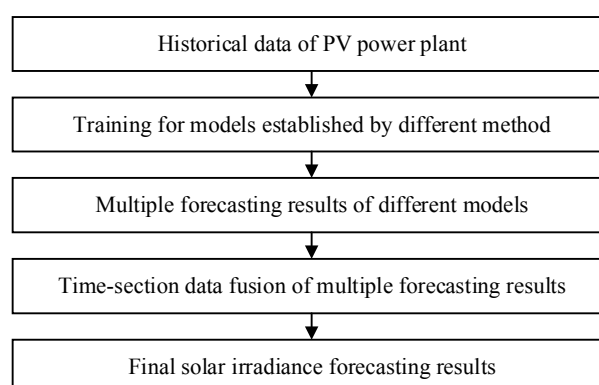 Historical data of PV power plant
Training for models established by different method
Multiple forecasting results of different models
Time-section data fusion of multiple forecasting results
Final solar irradiance forecasting results